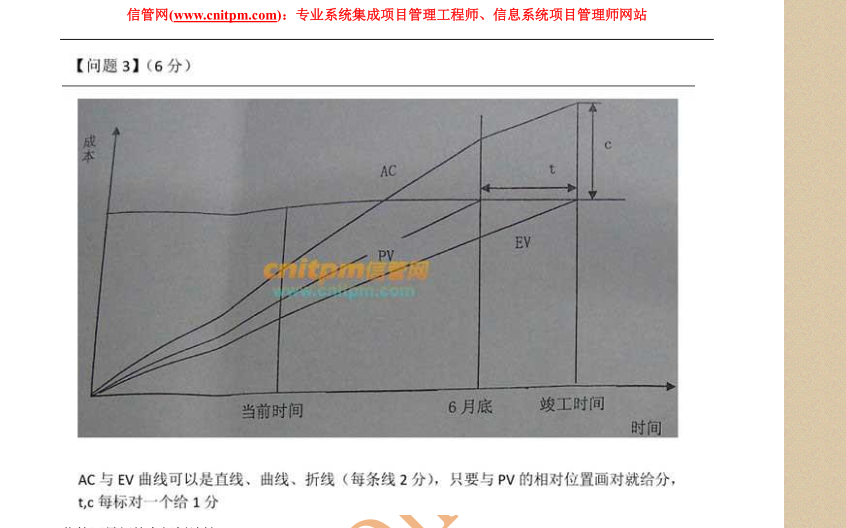 信管网(www.cnitpm.com)：专业系统集成项目管理工程师、信息系统项目管理师网站
【问题 3】（6 分）
成本
AC
c
t
PV
EV
cnitpm信管网
www.cnitpm.com
当前时间
6月底
竣工时间
时间
AC 与 EV 曲线可以是直线、曲线、折线（每条线 2 分），只要与 PV 的相对位置画对就给分，
t,c 每标对一个给 1 分